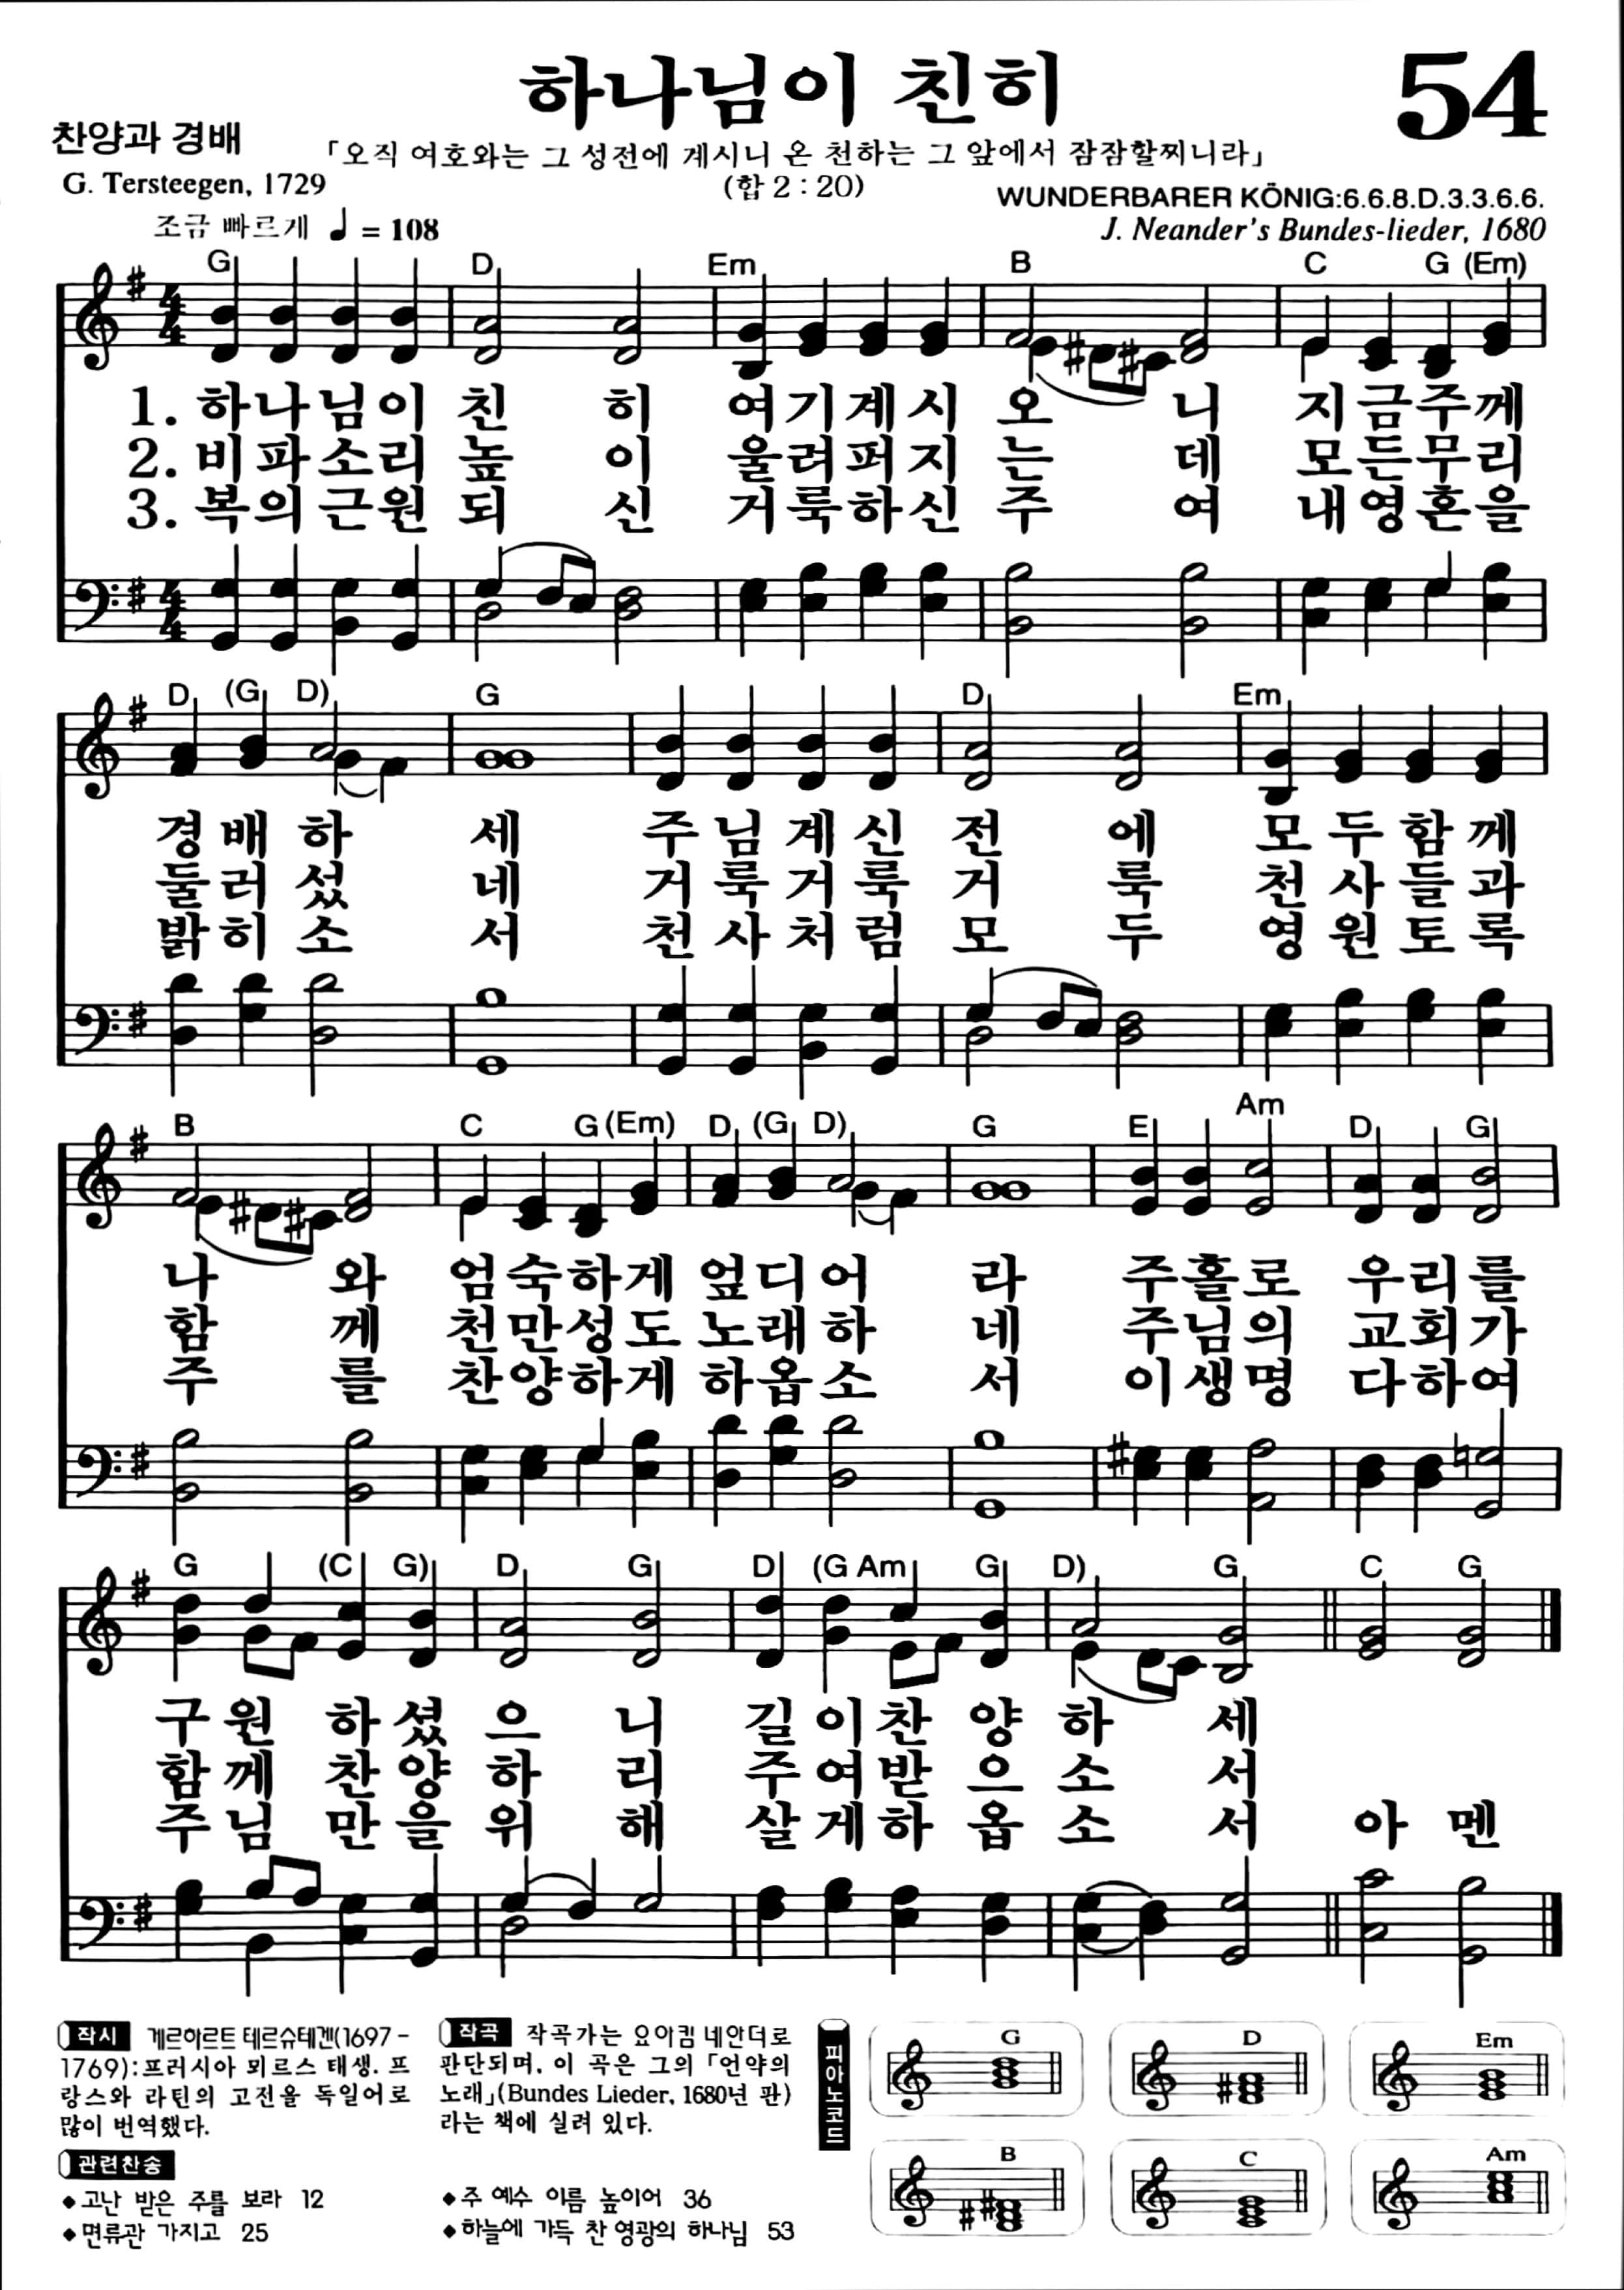 하나님이 친히
54
찬양과 경배
「오직 여호와는 그 성전에 계시니 온 천하는 그 앞에서 잠잠할찌니라」
G. Tersteegen, 1729
(합 2 : 20)
WUNDERBARER KÖNIG:6.6.8.D.3.3.6.6.
조금 빠르게 ♩ = 108
J. Neander's Bundes-lieder, 1680
G D Em B C G (Em)
4 4
1. 하나님이 친 히 여기계시 오 니 지금주께
2. 비파소리 높 이 울려퍼지 는 데 모든무리
3. 복의근원 되 신 거룩하신 주 여 내영혼을
4 4
D (G D) G D Em
경배하 세 주님계신 전 에 모두함께
둘러섰 네 거룩거룩 거 룩 천사들과
밝히소 서 천사처럼 모 두 영원토록
B C G (Em) D (G D) G E Am D G
나 와 엄숙하게 엎디어 라 주홀로 우리를
함 께 천만성도 노래하 네 주님의 교회가
주 를 찬양하게 하옵소 서 이생명 다하여
G (C G) D G D (G Am G D) G C G
구원 하셨 으 니 길이찬 양 하 세
함께 찬양 하 리 주여받 으 소 서
주님 만을 위 해 살게하 옵 소 서 아 멘
작시 게르하르트 테르슈테겐(1697-
1769):프러시아 뫼르스 태생. 프
랑스와 라틴의 고전을 독일어로
많이 번역했다.
관련찬송
◆고난 받은 주를 보라 12
◆면류관 가지고 25
작곡 작곡가는 요아킴 네안더로
판단되며, 이 곡은 그의 「언약의
노래」(Bundes Lieder, 1680년 판)
라는 책에 실려 있다.
◆주 예수 이름 높이어 36
◆하늘에 가득 찬 영광의 하나님 53
피아노코드
G D Em
B C Am